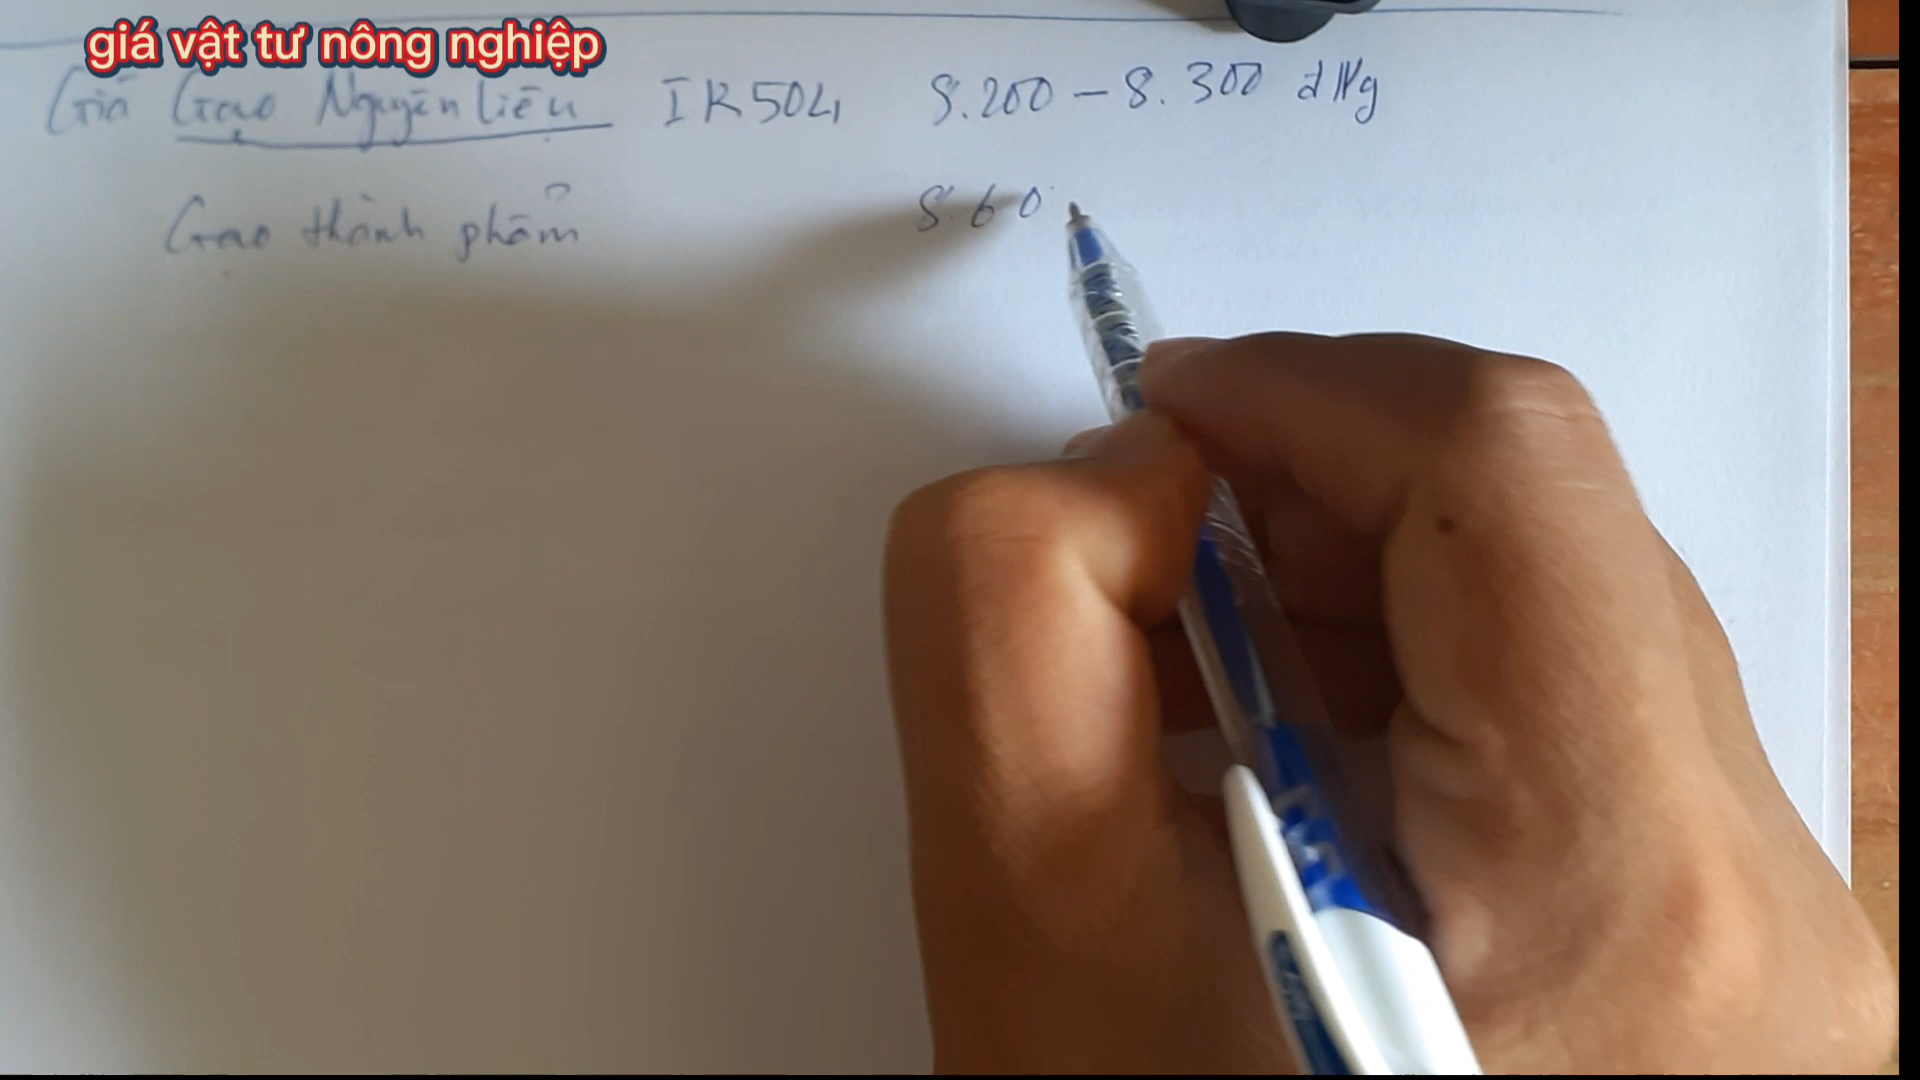 giá vật tư nông nghiệp
Giá Gạo Nguyên liệu IR504 8.200 - 8.300 đ/kg
Gạo thành phẩm 8.60